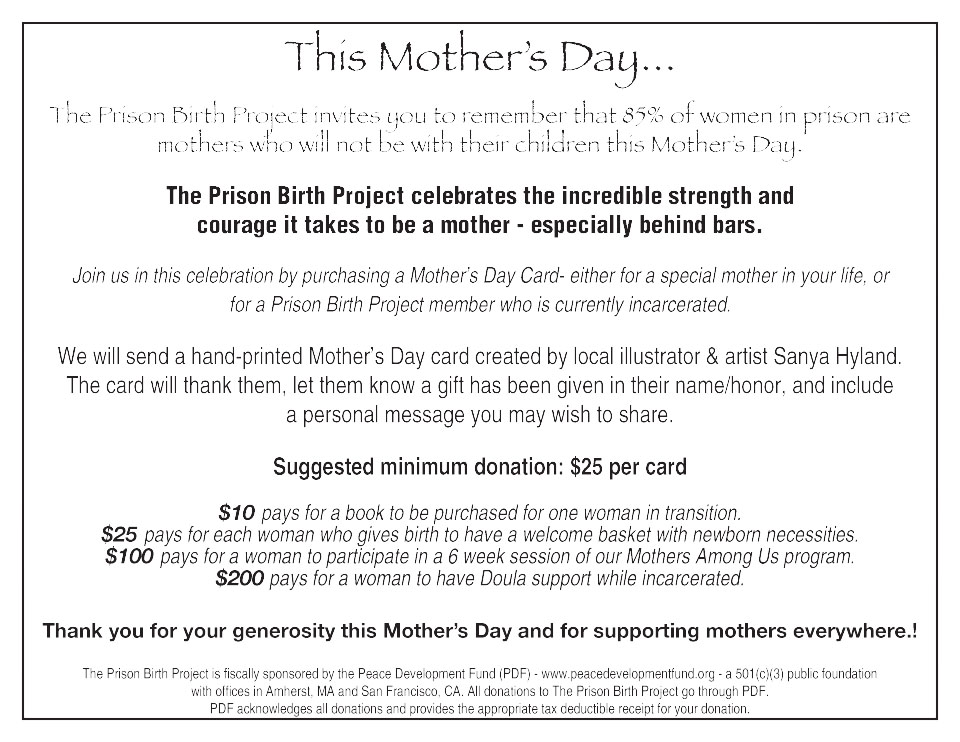 This Mother's Day...
The Prison Birth Project invites you to remember that 85% of women in prison are
mothers who will not be with their children this Mother's Day.
The Prison Birth Project celebrates the incredible strength and
courage it takes to be a mother - especially behind bars.
Join us in this celebration by purchasing a Mother's Day Card- either for a special mother in your life, or
for a Prison Birth Project member who is currently incarcerated.
We will send a hand-printed Mother's Day card created by local illustrator & artist Sanya Hyland.
The card will thank them, let them know a gift has been given in their name/honor, and include
a personal message you may wish to share.
Suggested minimum donation: $25 per card
$10 pays for a book to be purchased for one woman in transition.
$25 pays for each woman who gives birth to have a welcome basket with newborn necessities.
$100 pays for a woman to participate in a 6 week session of our Mothers Among Us program.
$200 pays for a woman to have Doula support while incarcerated.
Thank you for your generosity this Mother's Day and for supporting mothers everywhere.!
The Prison Birth Project is fiscally sponsored by the Peace Development Fund (PDF) - www.peacedevelopmentfund.org - a 501(c)(3) public foundation
with offices in Amherst, MA and San Francisco, CA. All donations to The Prison Birth Project go through PDF.
PDF acknowledges all donations and provides the appropriate tax deductible receipt for your donation.